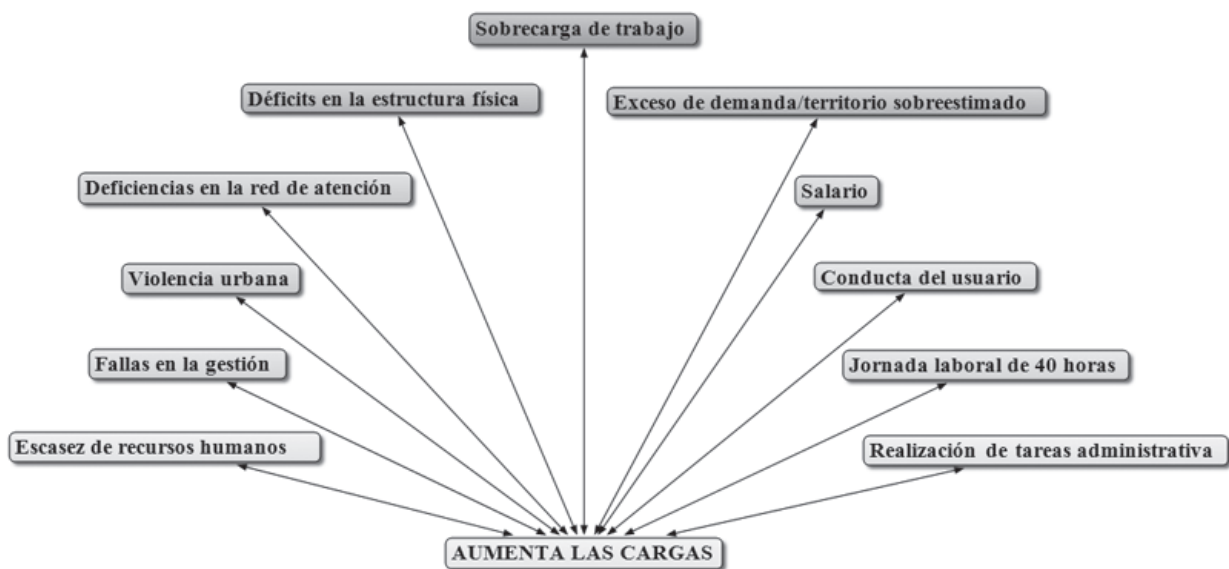 Sobrecarga de trabajo
Déficits en la estructura física
Exceso de demanda/territorio sobreestimado
Deficiencias en la red de atención
Salario
Violencia urbana
Conducta del usuario
Fallas en la gestión
Jornada laboral de 40 horas
Escasez de recursos humanos
Realización de tareas administrativa
AUMENTA LAS CARGAS